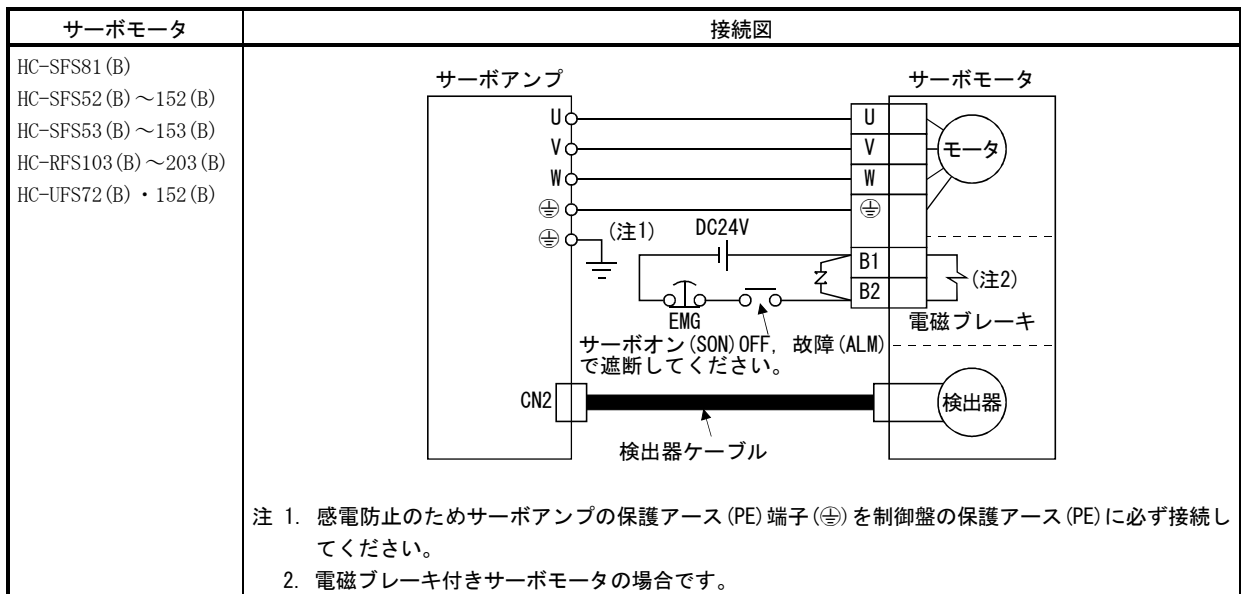 サーボモータ
接続図
HC-SFS81(B)
HC-SFS52(B)～152(B)
HC-SFS53(B)～153(B)
HC-RFS103(B)～203(B)
HC-UFS72(B)・152(B)
サーボアンプ
サーボモータ
U
U
V
V
モータ
W
W
(注1)
DC24V
B1
B2
(注2)
EMG
電磁ブレーキ
サーボオン(SON)OFF, 故障(ALM)
で遮断してください。
CN2
検出器
検出器ケーブル
注 1. 感電防止のためサーボアンプの保護アース(PE)端子(⏚)を制御盤の保護アース(PE)に必ず接続し
てください。
2. 電磁ブレーキ付きサーボモータの場合です。